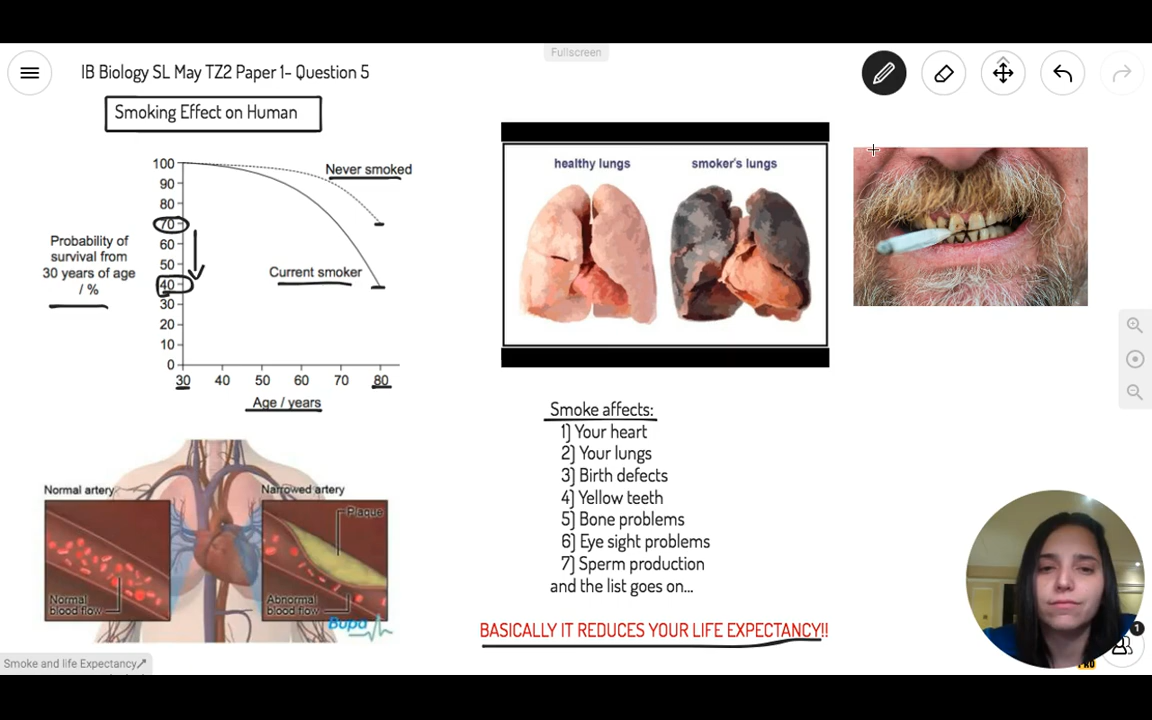 Fullscreen
IB Biology SL May TZ2 Paper 1- Question 5
Smoking Effect on Human
100
90
80
70
60
50
40
30
20
10
0
Probability of
survival from
30 years of age
/ %
Never smoked
Current smoker
30 40 50 60 70 80
Age / years
healthy lungs
smoker's lungs
Normal artery
Narrowed artery
Plaque
Normal
blood flow
Abnormal
blood flow
Bupa
Smoke affects:
1] Your heart
2] Your lungs
3] Birth defects
4] Yellow teeth
5] Bone problems
6] Eye sight problems
7] Sperm production
and the list goes on...
BASICALLY IT REDUCES YOUR LIFE EXPECTANCY!!
Smoke and life Expectancy
1
PRO